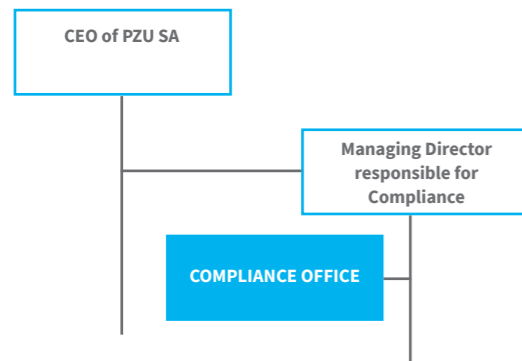 CEO of PZU SA
Managing Director
responsible for
Compliance
COMPLIANCE OFFICE